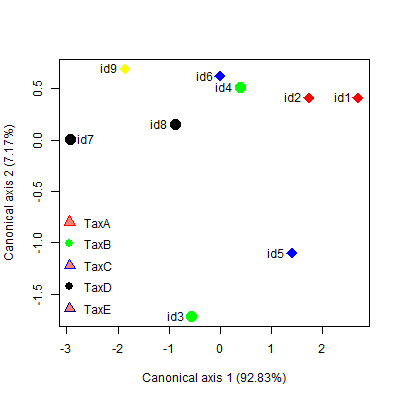 id9
id6
id4
id2
id1
id8
id7
id5
id3
TaxA
TaxB
TaxC
TaxD
TaxE
0.5
0.0
-0.5
-1.0
-1.5
Canonical axis 2 (7.17%)
-3 -2 -1 0 1 2
Canonical axis 1 (92.83%)